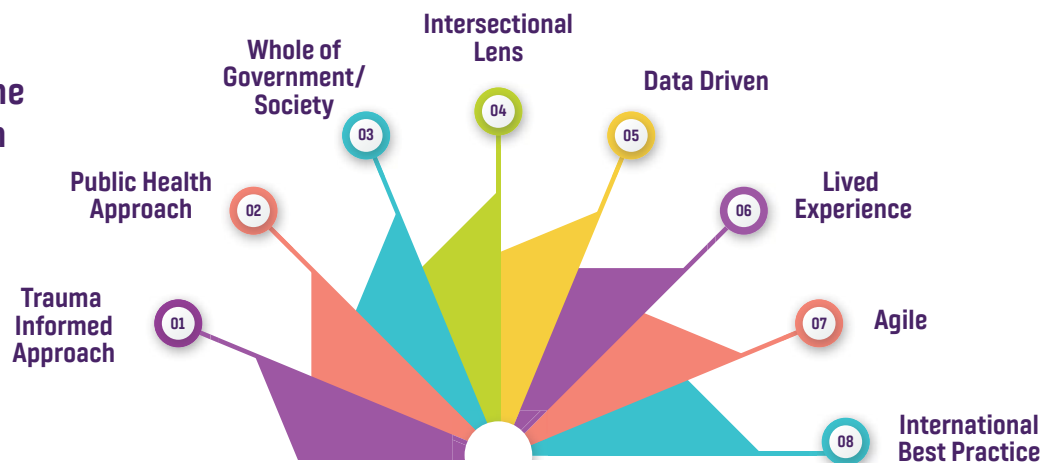 Trauma
Informed
Approach
01
Public Health
Approach
02
Whole of
Government/
Society
03
Intersectional
Lens
04
Data Driven
05
Lived
Experience
06
Agile
07
International
Best Practice
08